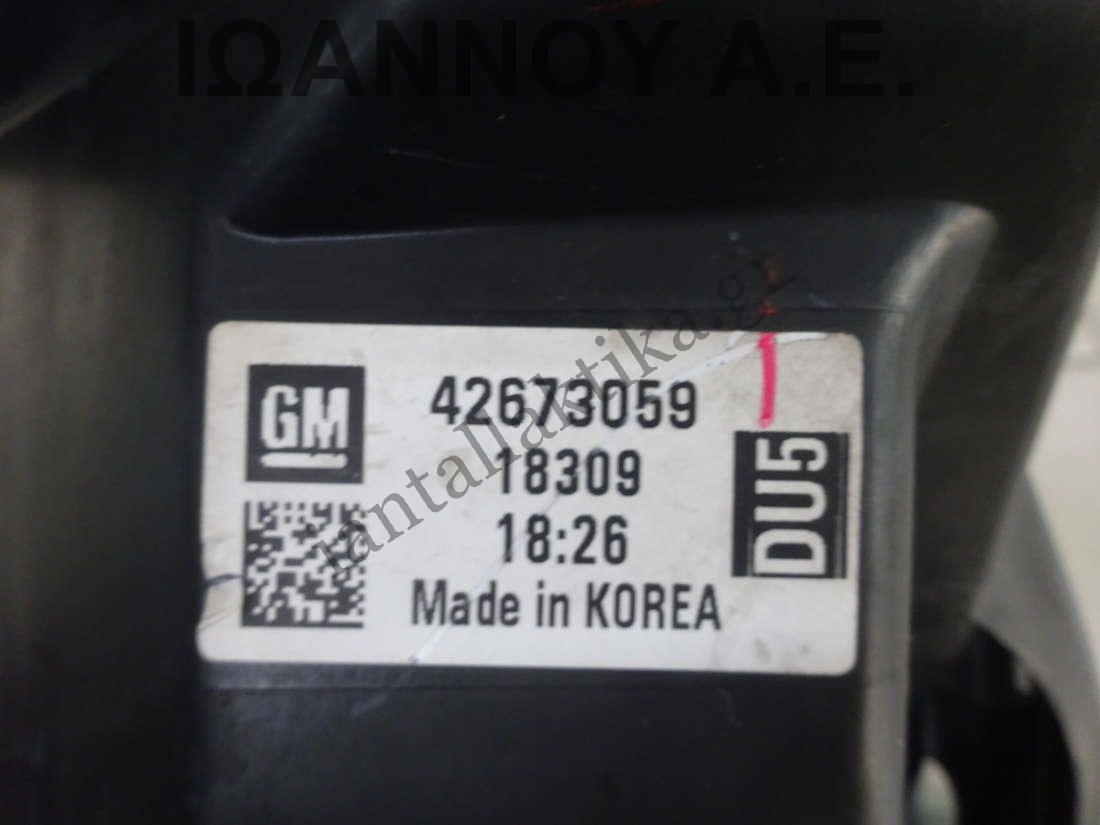 ΙΩΑΝΝΟΥ Α.Ε.
GM
42673059
18309
18:26
Made in KOREA
DU5
iantallaktika.gr